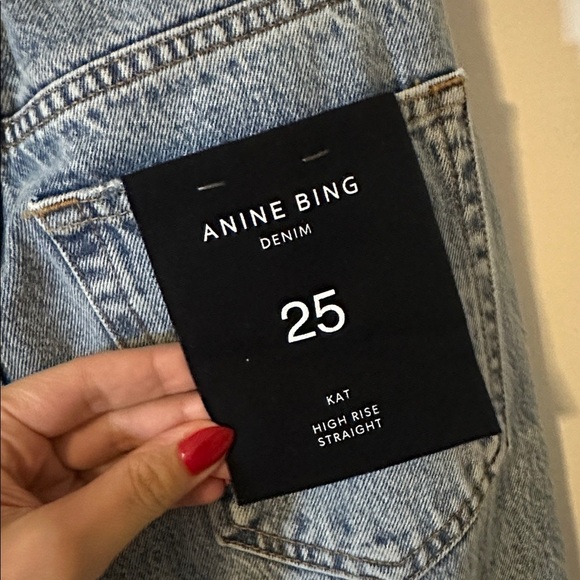 ANINE BING
DENIM
25
KAT
HIGH RISE
STRAIGHT